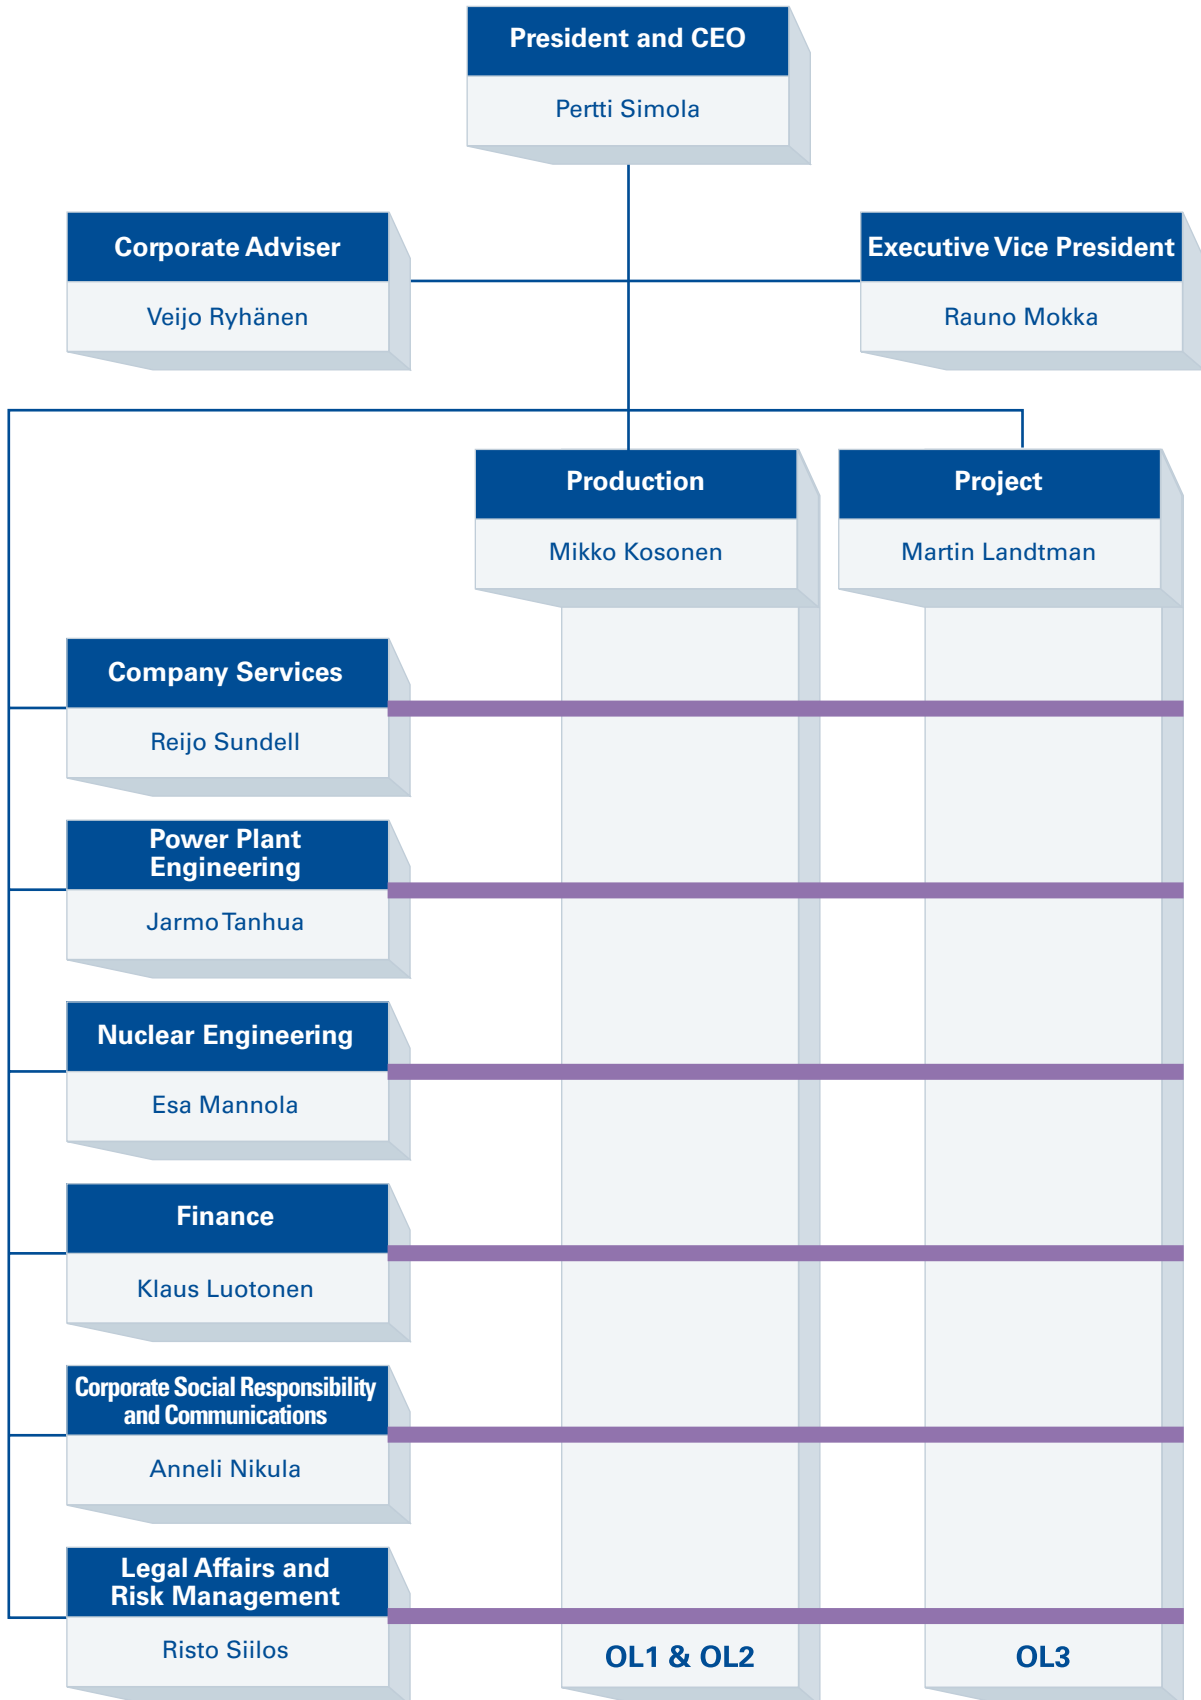 President and CEO
Pertti Simola
Corporate Adviser
Veijo Ryhänen
Executive Vice President
Rauno Mokka
Production
Mikko Kosonen
Project
Martin Landtman
Company Services
Reijo Sundell
Power Plant
Engineering
Jarmo Tanhua
Nuclear Engineering
Esa Mannola
Finance
Klaus Luotonen
Corporate Social Responsibility
and Communications
Anneli Nikula
Legal Affairs and
Risk Management
Risto Siilos
OL1 & OL2
OL3